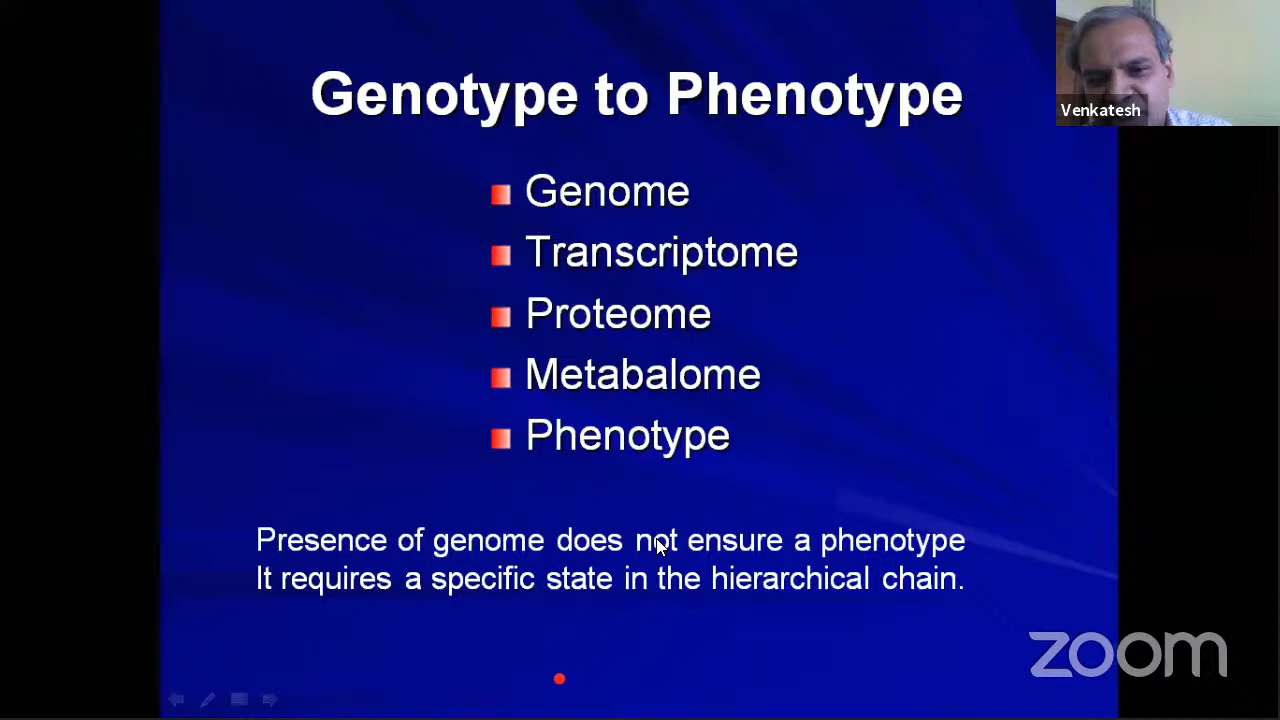 Genotype to Phenotype
Venkatesh
Genome
Transcriptome
Proteome
Metabalome
Phenotype
Presence of genome does not ensure a phenotype
It requires a specific state in the hierarchical chain.
zoom